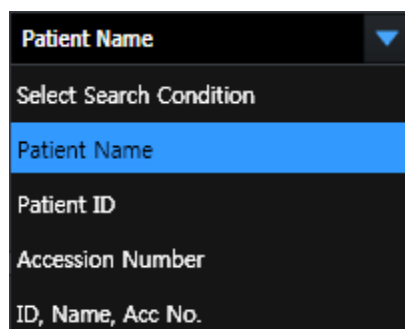 Patient Name
Select Search Condition
Patient Name
Patient ID
Accession Number
ID, Name, Acc No.